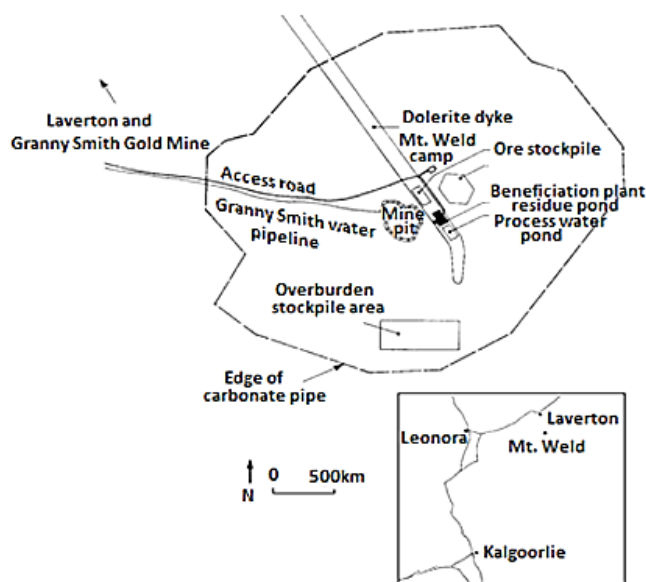 Laverton and
Granny Smith Gold Mine
Dolerite dyke
Mt. Weld
camp
Ore stockpile
Access road
Beneficiation plant
residue pond
Granny Smith water
pipeline
Mine
pit
Process water
pond
Overburden
stockpile area
Edge of
carbonate pipe
N
0 500km
Laverton
Leonora
Mt. Weld
Kalgoorlie